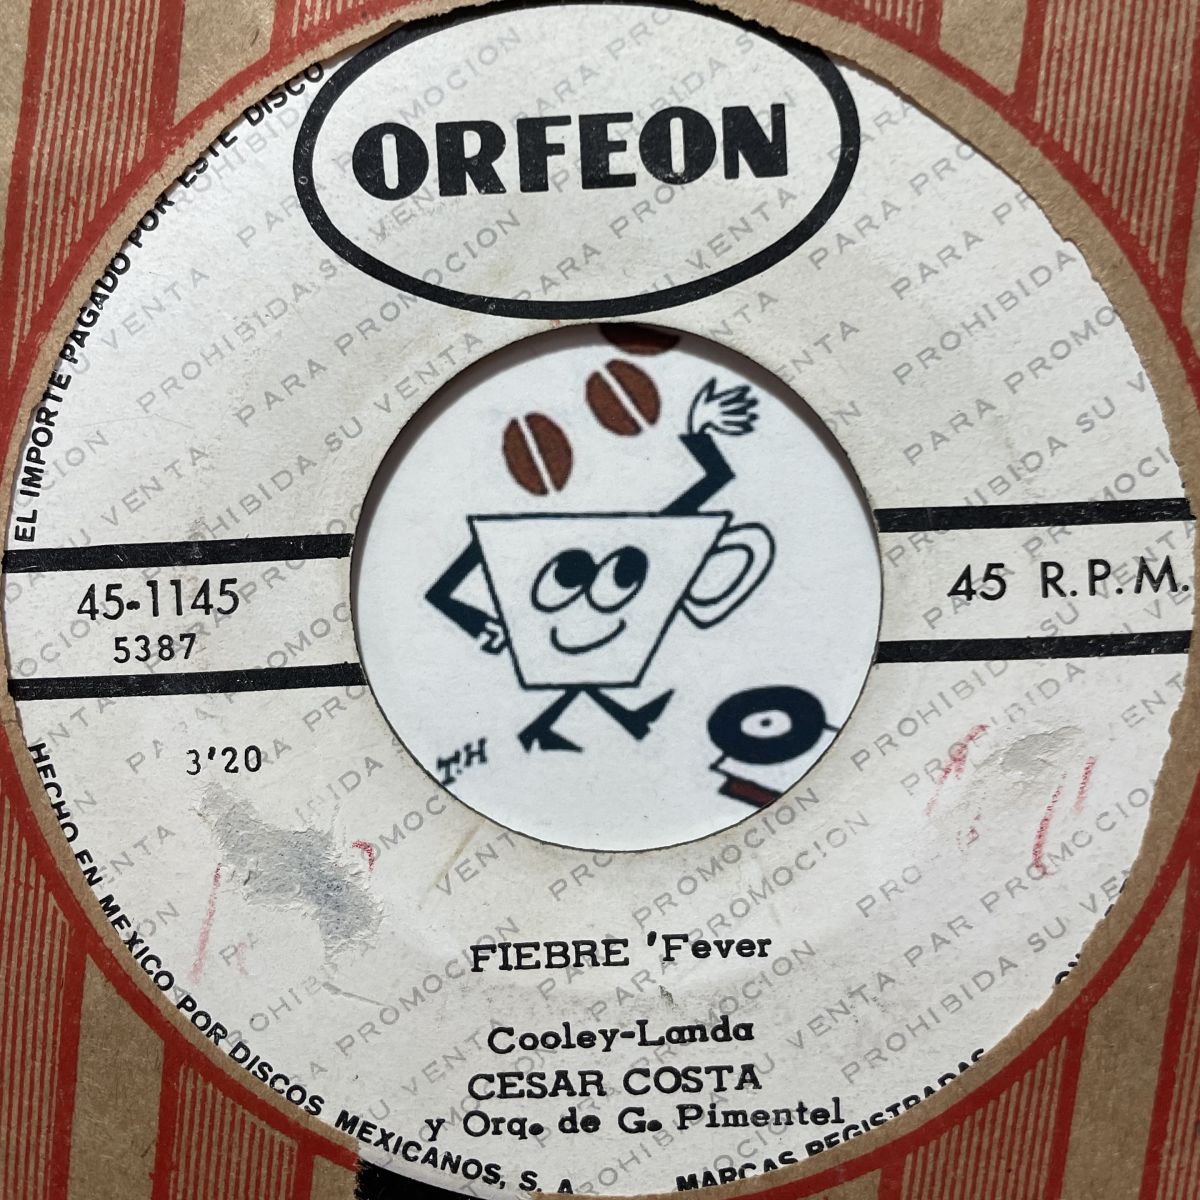 ORFEON
EL IMPORTE PAGADO POR ESTE DISCO
45-1145
5387
45 R.P.M.
3'20
T.H
FIEBRE 'Fever
Cooley-Landa
CESAR COSTA
y Orq. de G. Pimentel
HECHO EN MEXICO POR DISCOS MEXICANOS, S. A.
MARCAS REGISTRADAS
PARA PROMOCION
PROHIBIDA SU VENTA